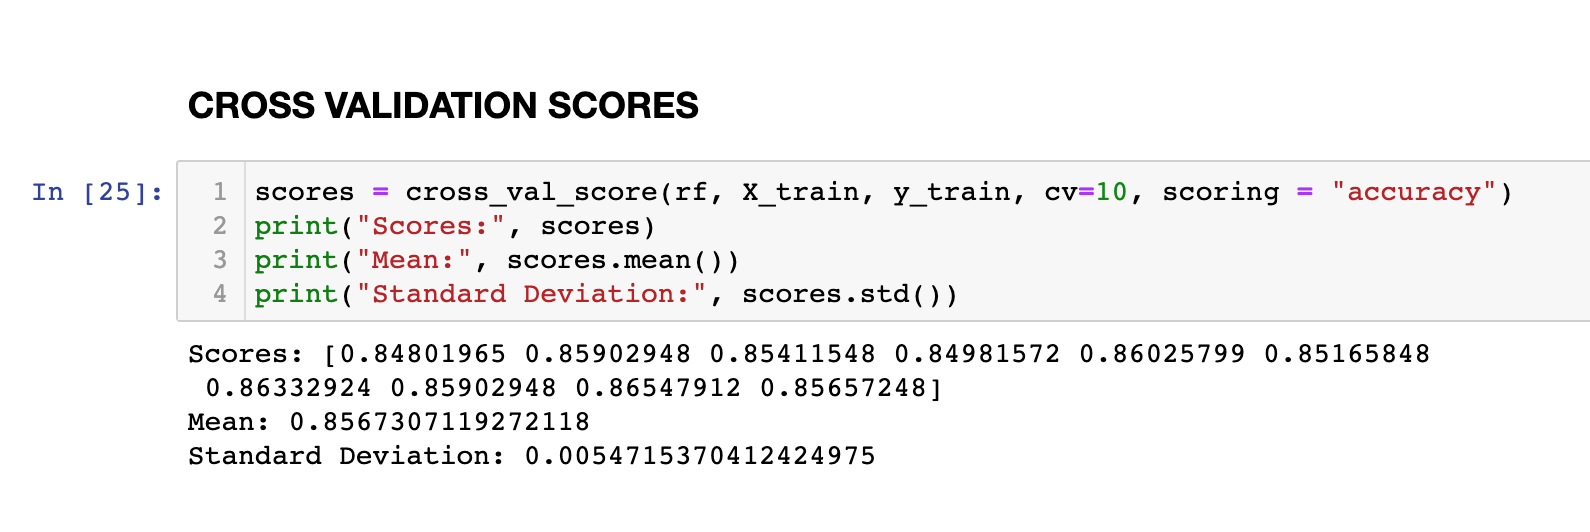 CROSS VALIDATION SCORES
In [25]:
1 scores = cross_val_score(rf, X_train, y_train, cv=10, scoring = "accuracy")
2 print("Scores:", scores)
3 print("Mean:", scores.mean())
4 print("Standard Deviation:", scores.std())
Scores: [0.84801965 0.85902948 0.85411548 0.84981572 0.86025799 0.85165848
0.86332924 0.85902948 0.86547912 0.85657248]
Mean: 0.8567307119272118
Standard Deviation: 0.0054715370412424975